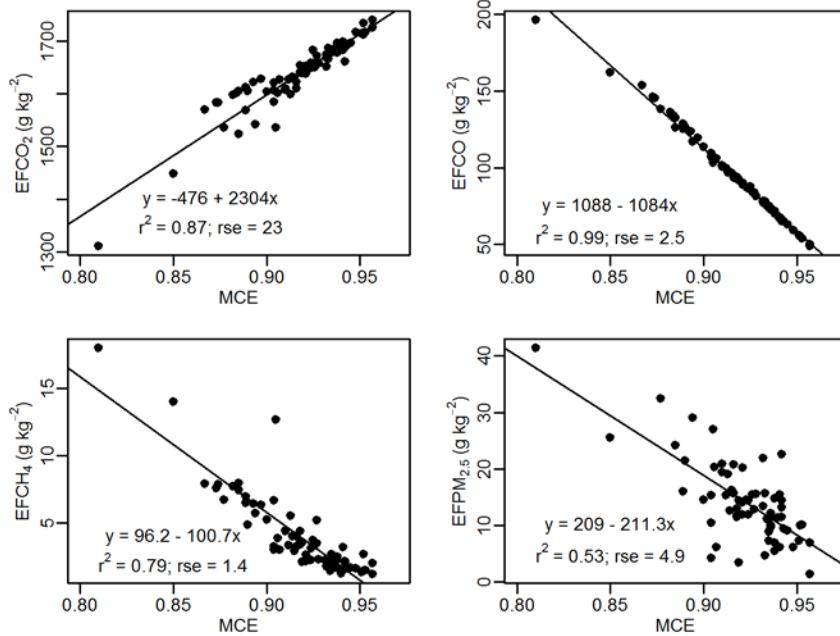 1300 1500 1700
EFCO₂ (g kg⁻²)
y = -476 + 2304x
r² = 0.87; rse = 23
0.80 0.85 0.90 0.95
MCE
50 100 150 200
EFCO (g kg⁻²)
y = 1088 - 1084x
r² = 0.99; rse = 2.5
0.80 0.85 0.90 0.95
MCE
5 10 15
EFCH₄ (g kg⁻²)
y = 96.2 - 100.7x
r² = 0.79; rse = 1.4
0.80 0.85 0.90 0.95
MCE
0 10 20 30 40
EFPM₂.₅ (g kg⁻²)
y = 209 - 211.3x
r² = 0.53; rse = 4.9
0.80 0.85 0.90 0.95
MCE